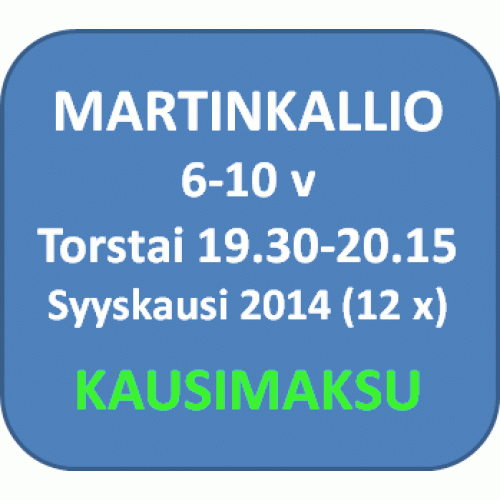 MARTINKALLIO
6-10 v
Torstai 19.30-20.15
Syyskausi 2014 (12 x)
KAUSIMAKSU